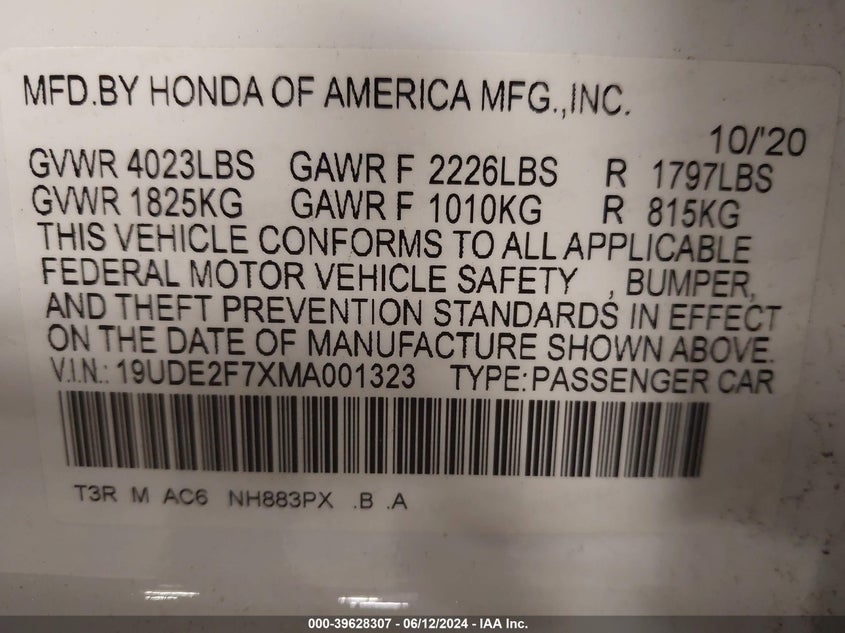 MFD.BY HONDA OF AMERICA MFG.,INC.
10/'20
GVWR 4023LBS GAWR F 2226LBS R 1797LBS
GVWR 1825KG GAWR F 1010KG R 815KG
THIS VEHICLE CONFORMS TO ALL APPLICABLE
FEDERAL MOTOR VEHICLE SAFETY , BUMPER,
AND THEFT PREVENTION STANDARDS IN EFFECT
ON THE DATE OF MANUFACTURE SHOWN ABOVE.
V.I.N.: 19UDE2F7XMA001323 TYPE:PASSENGER CAR
T3R M AC6 NH883PX .B .A
000-39628307 / 06/12/2024 - IAA Inc.